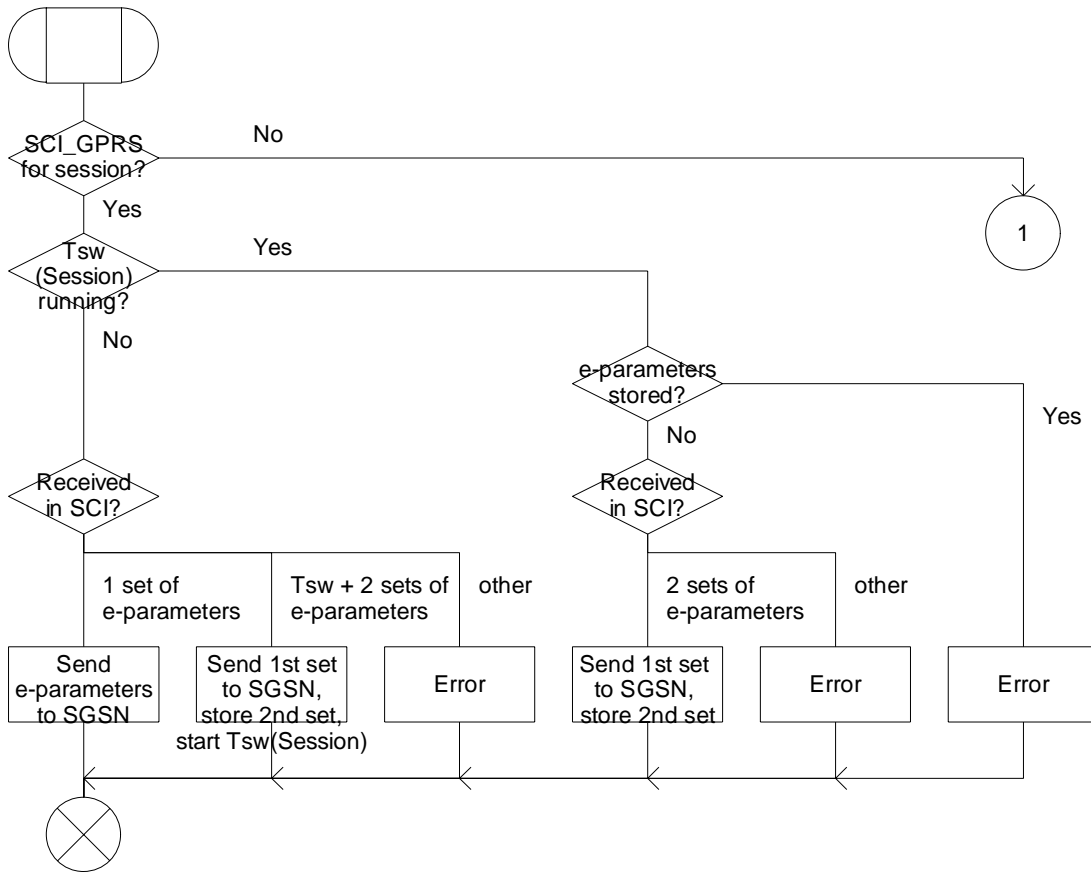 SCI_GPRS
for session?
No
Yes
1
Tsw
(Session)
running?
Yes
No
e-parameters
stored?
Yes
No
Received
in SCI?
Received
in SCI?
1 set of
e-parameters
Tsw + 2 sets of
e-parameters
other
2 sets of
e-parameters
other
Send
e-parameters
to SGSN
Send 1st set
to SGSN,
store 2nd set,
start Tsw(Session)
Error
Send 1st set
to SGSN,
store 2nd set
Error
Error